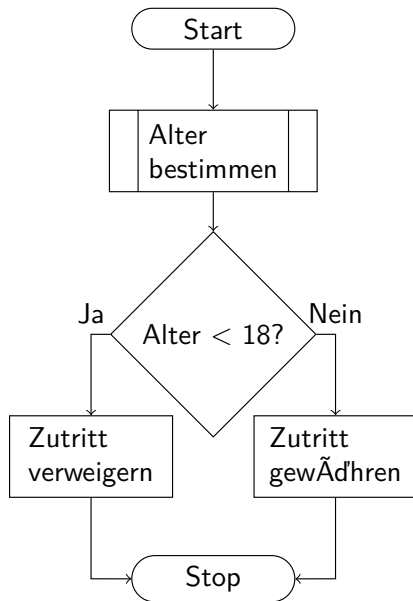 Start
Alter
bestimmen
Ja
Nein
Alter < 18?
Zutritt
verweigern
Zutritt
gewÃďhren
Stop